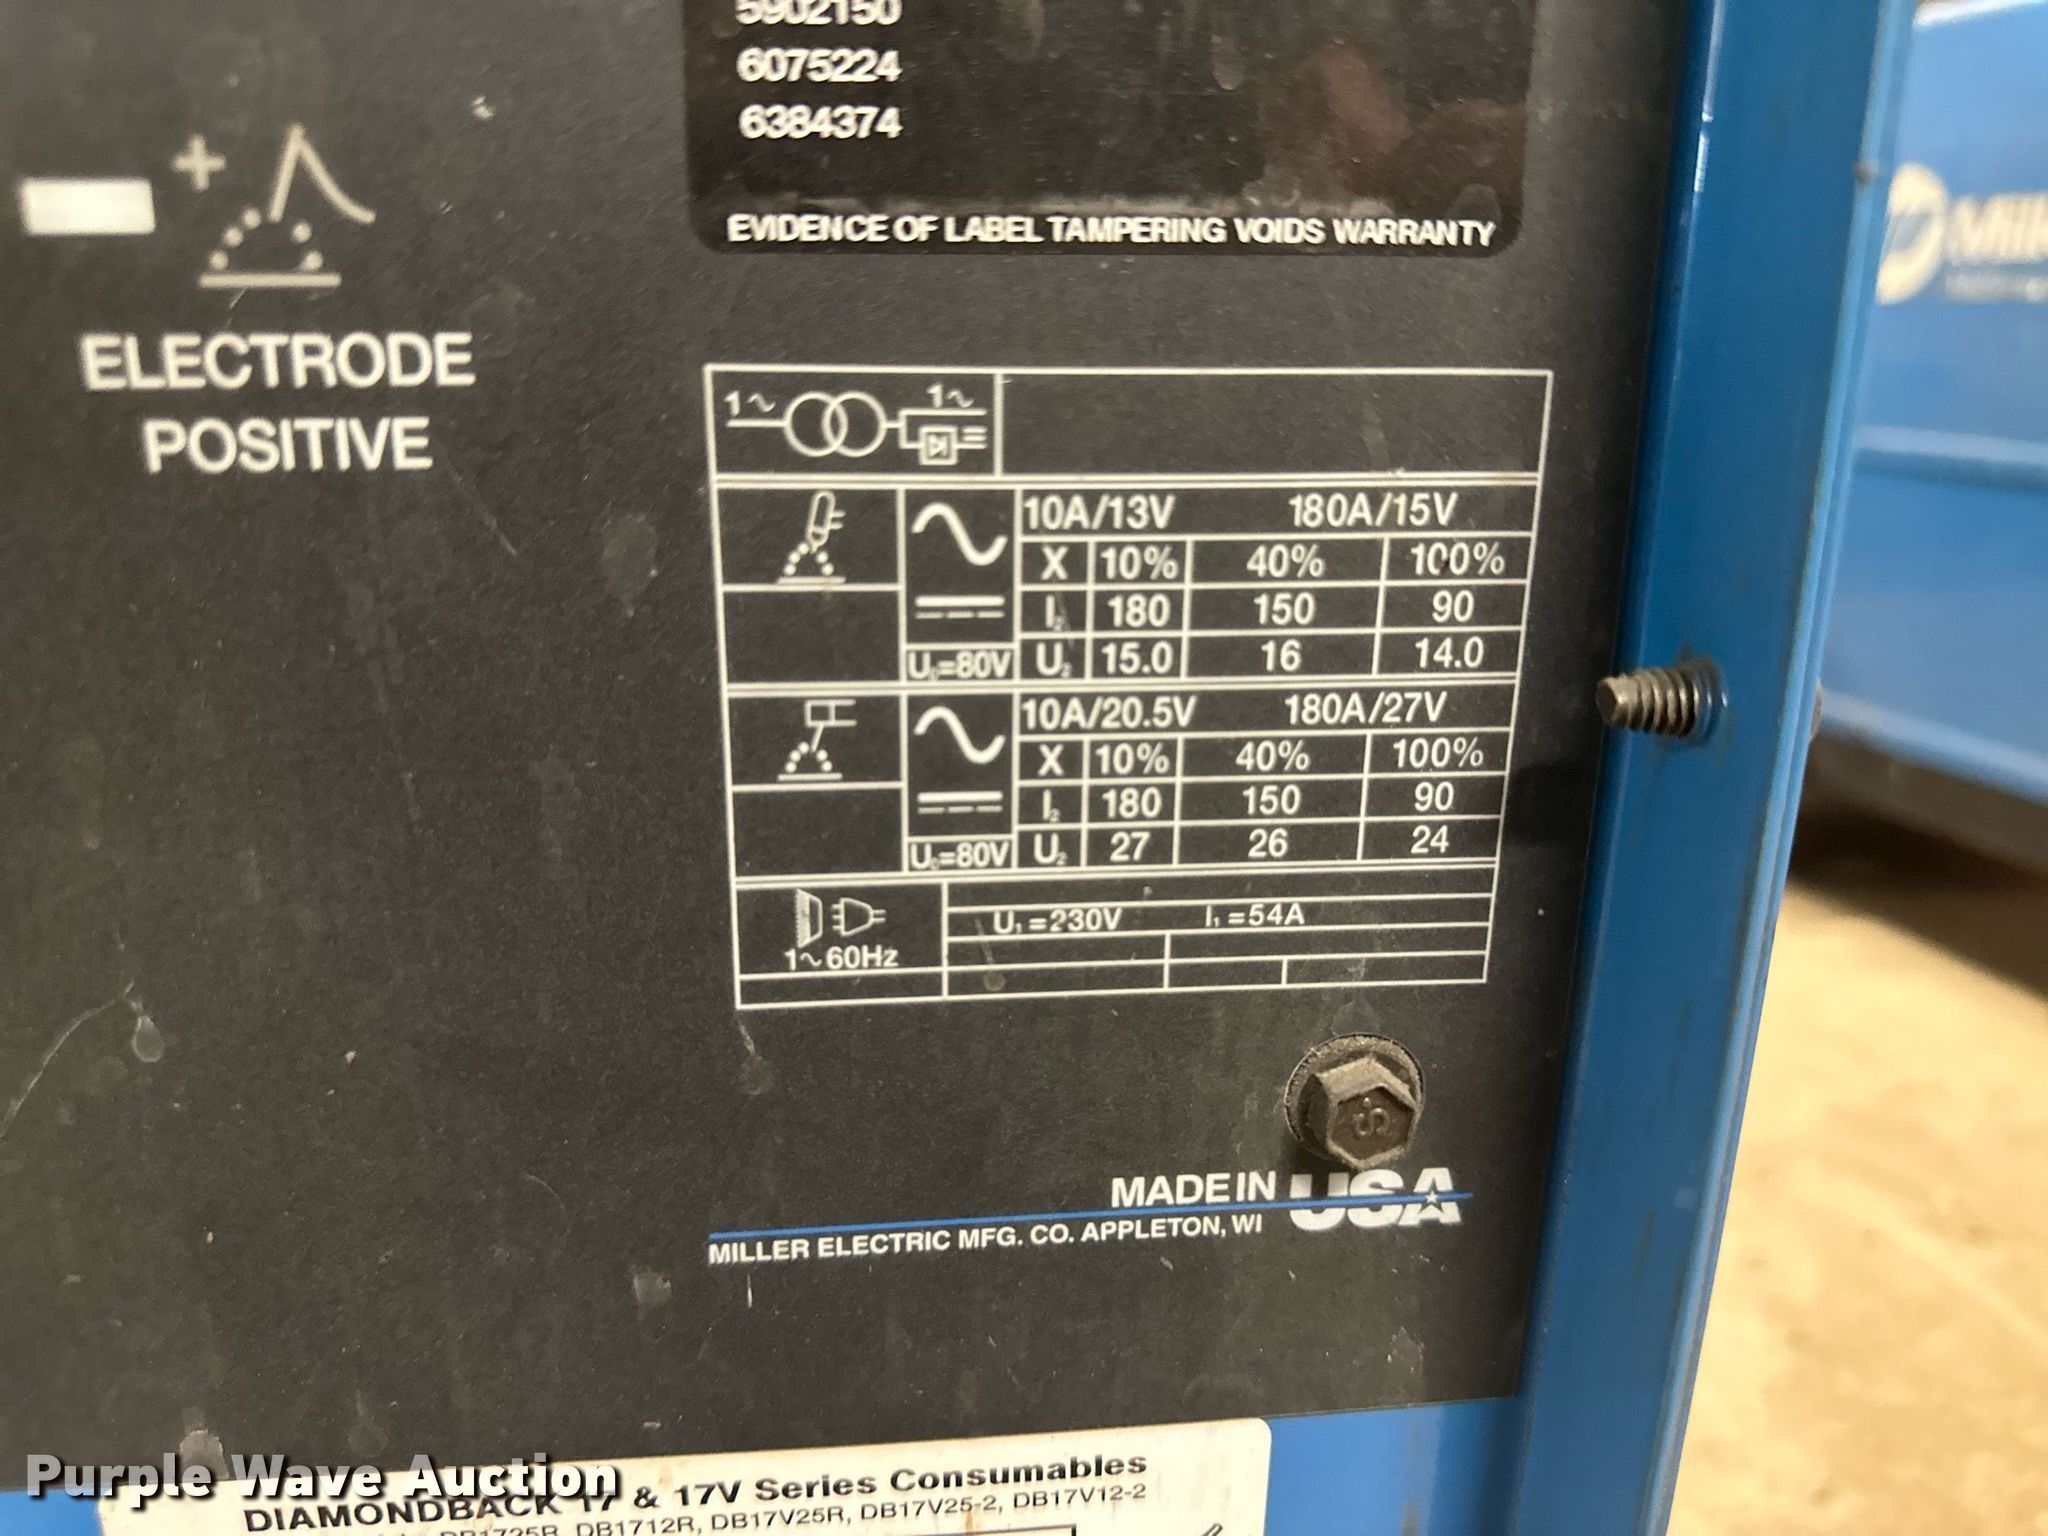 5902150
6075224
6384374
EVIDENCE OF LABEL TAMPERING VOIDS WARRANTY
+
ELECTRODE
POSITIVE
1~ 1~
10A/13V 180A/15V
X 10% 40% 100%
I₂ 180 150 90
U₀=80V U₂ 15.0 16 14.0
10A/20.5V 180A/27V
X 10% 40% 100%
I₂ 180 150 90
U₀=80V U₂ 27 26 24
U₁=230V I₁=54A
1~60Hz
MADE IN USA
MILLER ELECTRIC MFG. CO. APPLETON, WI
Purple Wave Auction
17 & 17V Series Consumables
DIAMONDBACK
DB1725R, DB1712R, DB17V25R, DB17V25-2, DB17V12-2